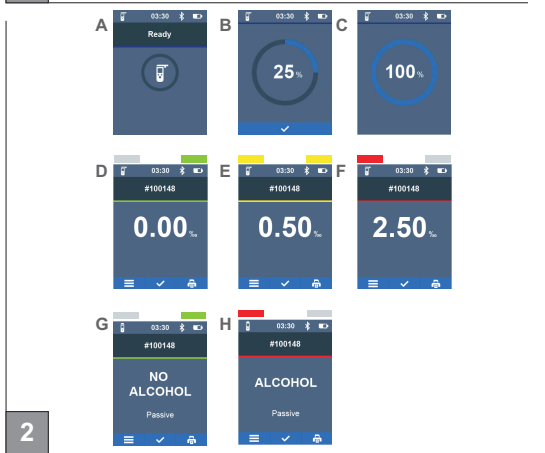 A
03:30
Ready
B
03:30
25 %
C
03:30
100 %
D
03:30
#100148
0.00 ‰
E
03:30
#100148
0.50 ‰
F
03:30
#100148
2.50 ‰
G
03:30
#100148
NO
ALCOHOL
Passive
H
03:30
#100148
ALCOHOL
Passive
2